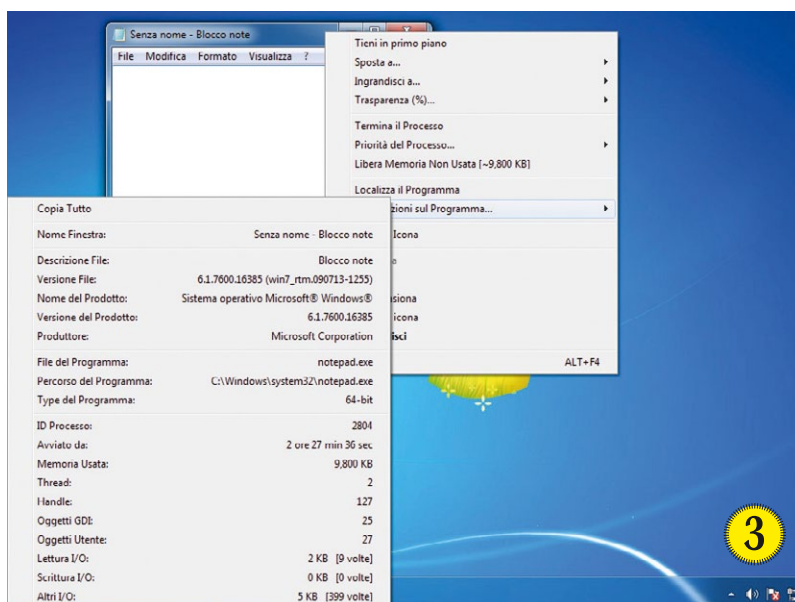 Senza nome - Blocco note
File Modifica Formato Visualizza ?
Tieni in primo piano
Sposta a...
Ingrandisci a...
Trasparenza (%)...
Termina il Processo
Priorità del Processo...
Libera Memoria Non Usata [~9,800 KB]
Localizza il Programma
zioni sul Programma...
Icona
siona
icona
isci
ALT+F4
Copia Tutto
Nome Finestra: Senza nome - Blocco note
Descrizione File: Blocco note
Versione File: 6.1.7600.16385 (win7_rtm.090713-1255)
Nome del Prodotto: Sistema operativo Microsoft® Windows®
Versione del Prodotto: 6.1.7600.16385
Produttore: Microsoft Corporation
File del Programma: notepad.exe
Percorso del Programma: C:\Windows\system32\notepad.exe
Type del Programma: 64-bit
ID Processo: 2804
Avviato da: 2 ore 27 min 36 sec
Memoria Usata: 9,800 KB
Thread: 2
Handle: 127
Oggetti GDI: 25
Oggetti Utente: 27
Lettura I/O: 2 KB [9 volte]
Scrittura I/O: 0 KB [0 volte]
Altri I/O: 5 KB [399 volte]
3